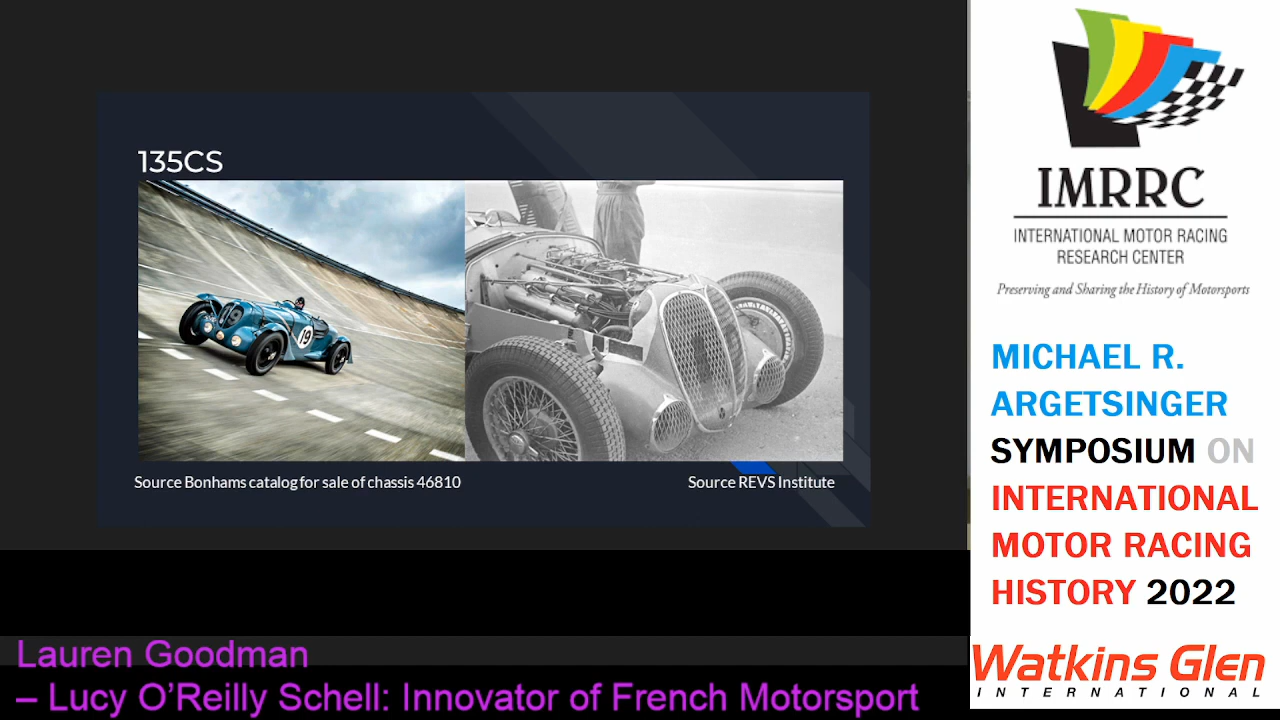 135CS
19
Source Bonhams catalog for sale of chassis 46810
Source REVS Institute
Lauren Goodman
– Lucy O’Reilly Schell: Innovator of French Motorsport
IMRRC
INTERNATIONAL MOTOR RACING
RESEARCH CENTER
Preserving and Sharing the History of Motorsports
MICHAEL R.
ARGETSINGER
SYMPOSIUM ON
INTERNATIONAL
MOTOR RACING
HISTORY 2022
Watkins Glen
INTERNATIONAL